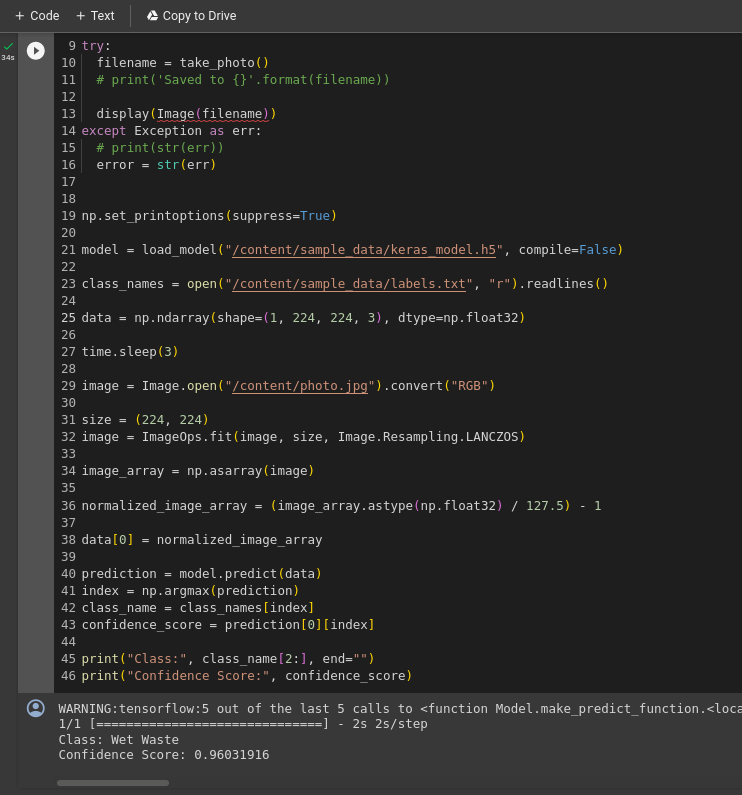 + Code + Text Copy to Drive
34s
9 try:
10 filename = take_photo()
11 # print('Saved to {}'.format(filename))
12
13 display(Image(filename))
14 except Exception as err:
15 # print(str(err))
16 error = str(err)
17
18
19 np.set_printoptions(suppress=True)
20
21 model = load_model("/content/sample_data/keras_model.h5", compile=False)
22
23 class_names = open("/content/sample_data/labels.txt", "r").readlines()
24
25 data = np.ndarray(shape=(1, 224, 224, 3), dtype=np.float32)
26
27 time.sleep(3)
28
29 image = Image.open("/content/photo.jpg").convert("RGB")
30
31 size = (224, 224)
32 image = ImageOps.fit(image, size, Image.Resampling.LANCZOS)
33
34 image_array = np.asarray(image)
35
36 normalized_image_array = (image_array.astype(np.float32) / 127.5) - 1
37
38 data[0] = normalized_image_array
39
40 prediction = model.predict(data)
41 index = np.argmax(prediction)
42 class_name = class_names[index]
43 confidence_score = prediction[0][index]
44
45 print("Class:", class_name[2:], end="")
46 print("Confidence Score:", confidence_score)
WARNING:tensorflow:5 out of the last 5 calls to <function Model.make_predict_function.<loca
1/1 [==============================] - 2s 2s/step
Class: Wet Waste
Confidence Score: 0.96031916